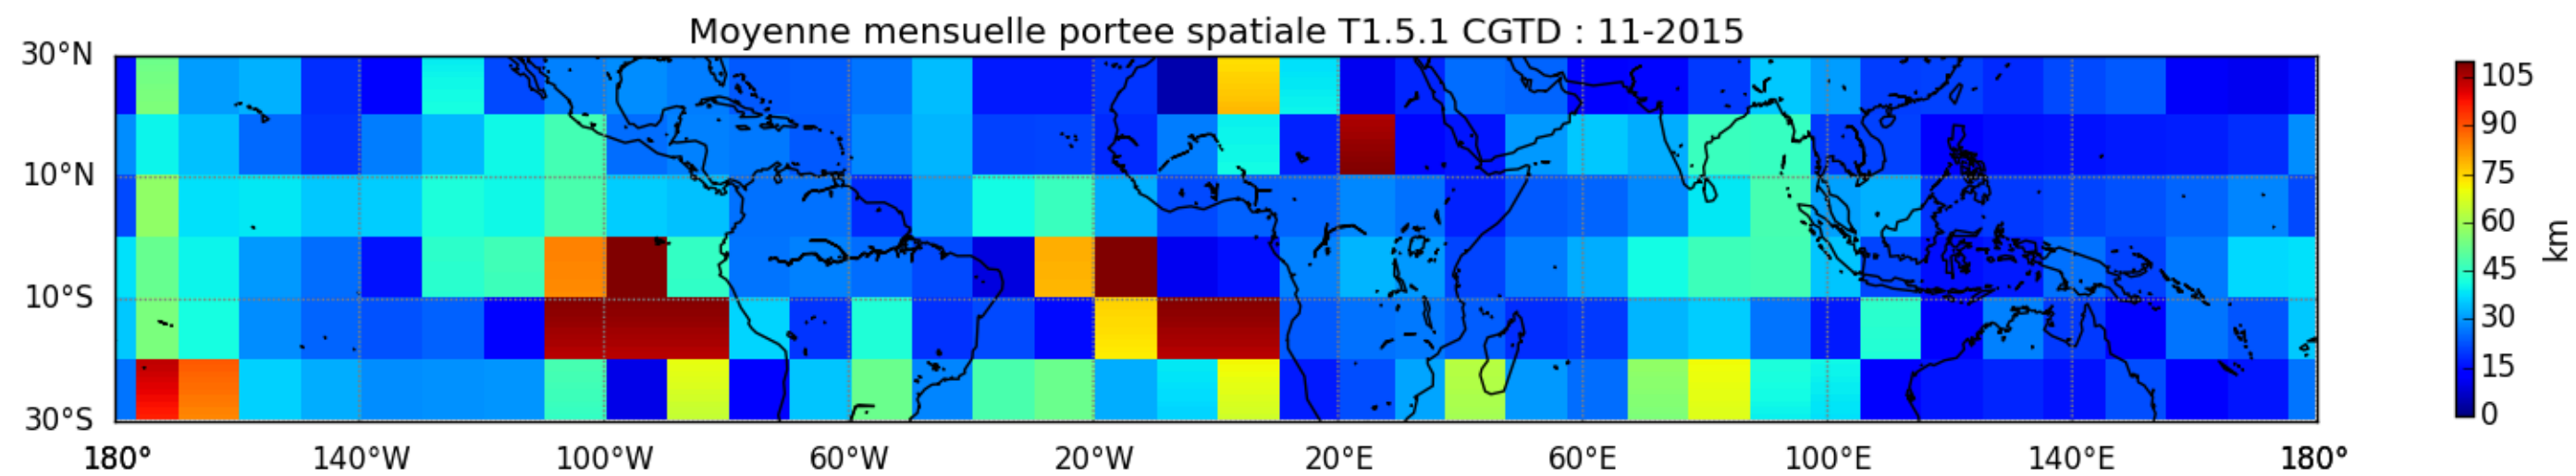 Moyenne mensuelle portee spatiale T1.5.1 CGTD : 11-2015
30°N
10°N
10°S
30°S
180° 140°W 100°W 60°W 20°W 20°E 60°E 100°E 140°E 180°
105
90
75
60
45
30
15
0
km